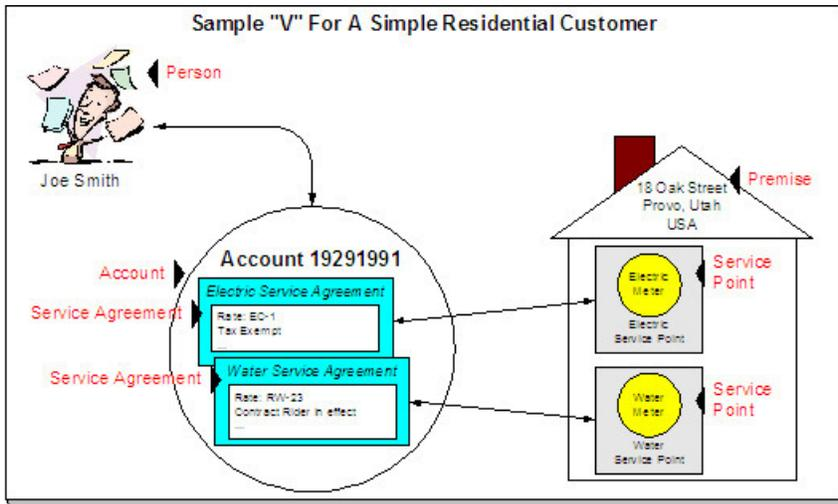 Sample "V" For A Simple Residential Customer
Person
Joe Smith
18 Oak Street
Provo, Utah
USA
Premise
Account 19291991
Account
Electric Service Agreement
Service Agreement
Rate: EC-1
Tax Exempt
...
Water Service Agreement
Service Agreement
Rate: RW-23
Contract Rider in effect
...
Electric
Meter
Electric
Service Point
Service
Point
Water
Meter
Water
Service Point
Service
Point